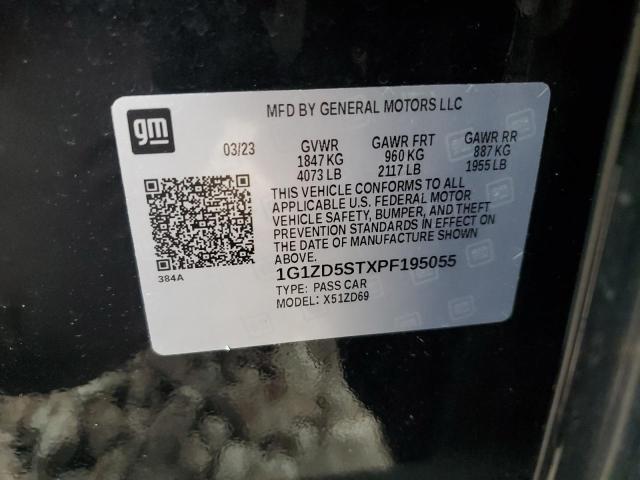 MFD BY GENERAL MOTORS LLC
gm
03/23 GVWR GAWR FRT GAWR RR
1847 KG 960 KG 887 KG
4073 LB 2117 LB 1955 LB
THIS VEHICLE CONFORMS TO ALL
APPLICABLE U.S. FEDERAL MOTOR
VEHICLE SAFETY, BUMPER, AND THEFT
PREVENTION STANDARDS IN EFFECT ON
THE DATE OF MANUFACTURE SHOWN
ABOVE.
384A
1G1ZD5STXPF195055
TYPE: PASS CAR
MODEL: X51ZD69